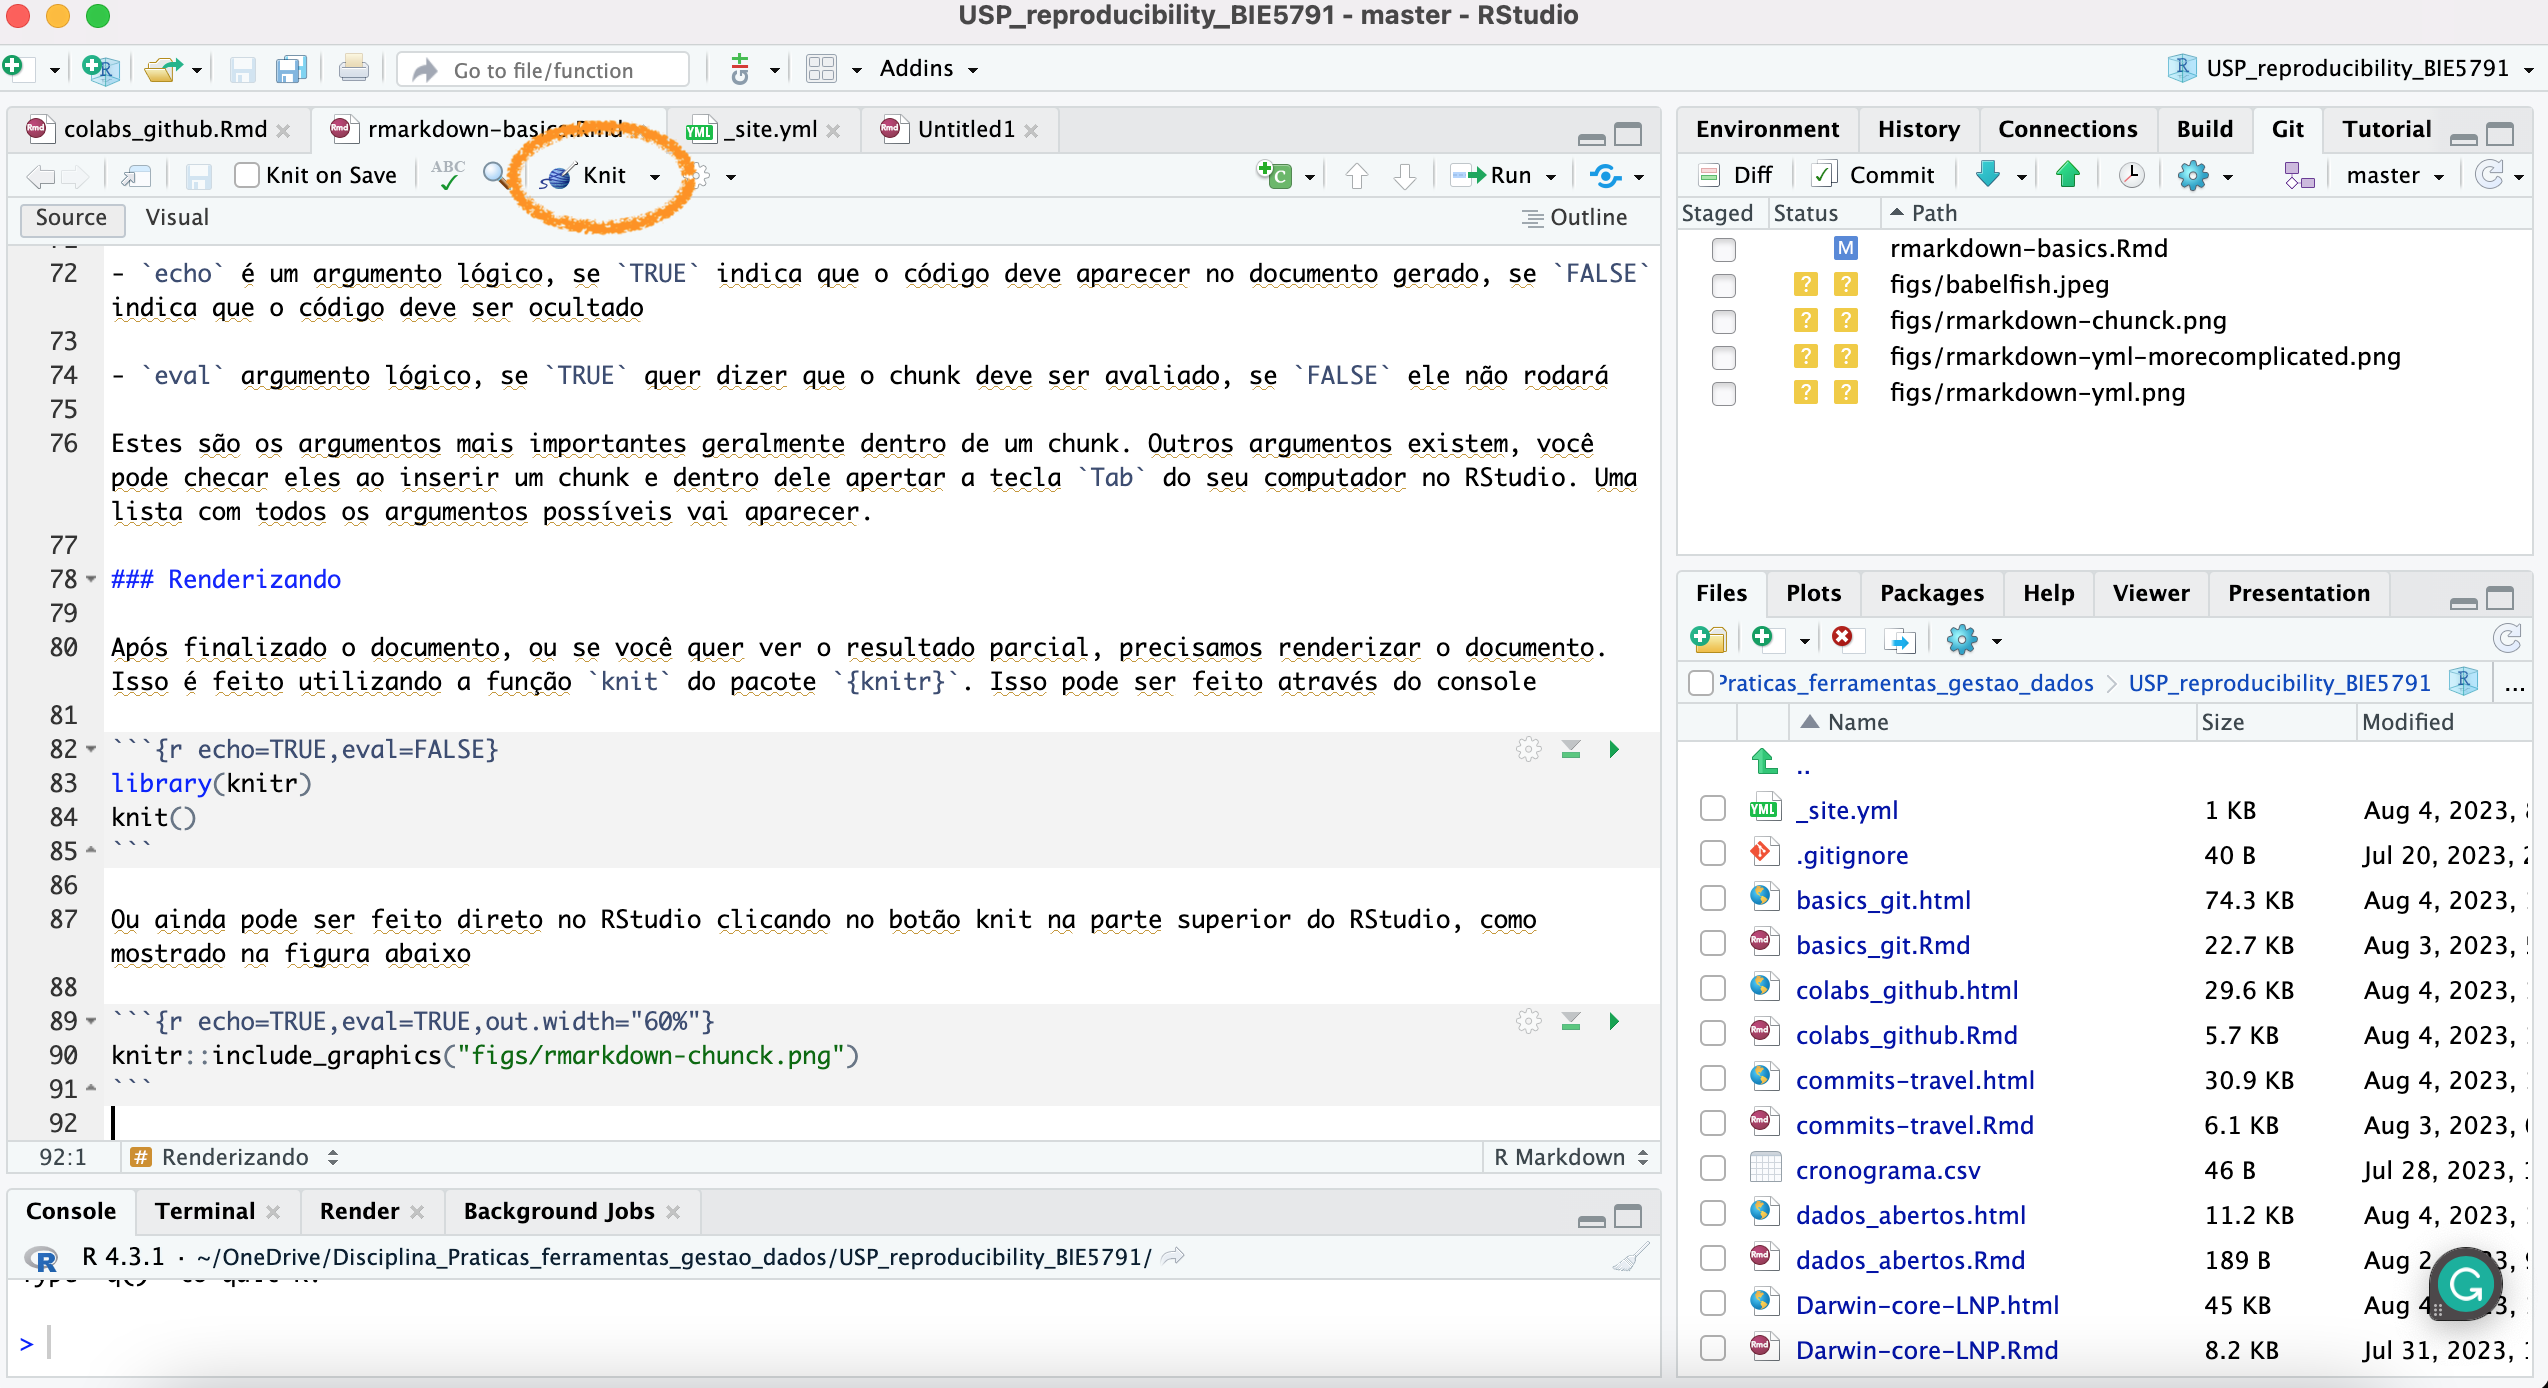 USP_reproducibility_BIE5791 - master - RStudio
Go to file/function
Addins
USP_reproducibility_BIE5791
colabs_github.Rmd
rmarkdown-basics.Rmd
_site.yml
Untitled1
Knit on Save
ABC
Knit
Run
Source
Visual
Outline
72 - `echo` é um argumento lógico, se `TRUE` indica que o código deve aparecer no documento gerado, se `FALSE`
indica que o código deve ser ocultado
73
74 - `eval` argumento lógico, se `TRUE` quer dizer que o chunk deve ser avaliado, se `FALSE` ele não rodará
75
76 Estes são os argumentos mais importantes geralmente dentro de um chunk. Outros argumentos existem, você
pode checar eles ao inserir um chunk e dentro dele apertar a tecla `Tab` do seu computador no RStudio. Uma
lista com todos os argumentos possíveis vai aparecer.
77
78 ### Renderizando
79
80 Após finalizado o documento, ou se você quer ver o resultado parcial, precisamos renderizar o documento.
Isso é feito utilizando a função `knit` do pacote `{knitr}`. Isso pode ser feito através do console
81
82 ```{r echo=TRUE,eval=FALSE}
83 library(knitr)
84 knit()
85 ```
86
87 Ou ainda pode ser feito direto no RStudio clicando no botão knit na parte superior do RStudio, como
mostrado na figura abaixo
88
89 ```{r echo=TRUE,eval=TRUE,out.width="60%"}
90 knitr::include_graphics("figs/rmarkdown-chunck.png")
91 ```
92
92:1 # Renderizando
R Markdown
Console
Terminal
Render
Background Jobs
R 4.3.1 · ~/OneDrive/Disciplina_Praticas_ferramentas_gestao_dados/USP_reproducibility_BIE5791/
>
Environment
History
Connections
Build
Git
Tutorial
Diff
Commit
master
Staged Status Path
M rmarkdown-basics.Rmd
? ? figs/babelfish.jpeg
? ? figs/rmarkdown-chunck.png
? ? figs/rmarkdown-yml-morecomplicated.png
? ? figs/rmarkdown-yml.png
Files
Plots
Packages
Help
Viewer
Presentation
Praticas_ferramentas_gestao_dados > USP_reproducibility_BIE5791 ...
Name Size Modified
..
_site.yml 1 KB Aug 4, 2023,
.gitignore 40 B Jul 20, 2023,
basics_git.html 74.3 KB Aug 4, 2023,
basics_git.Rmd 22.7 KB Aug 3, 2023,
colabs_github.html 29.6 KB Aug 4, 2023,
colabs_github.Rmd 5.7 KB Aug 4, 2023,
commits-travel.html 30.9 KB Aug 4, 2023,
commits-travel.Rmd 6.1 KB Aug 3, 2023,
cronograma.csv 46 B Jul 28, 2023,
dados_abertos.html 11.2 KB Aug 4, 2023,
dados_abertos.Rmd 189 B Aug 2
Darwin-core-LNP.html 45 KB Aug 4
Darwin-core-LNP.Rmd 8.2 KB Jul 31, 2023,